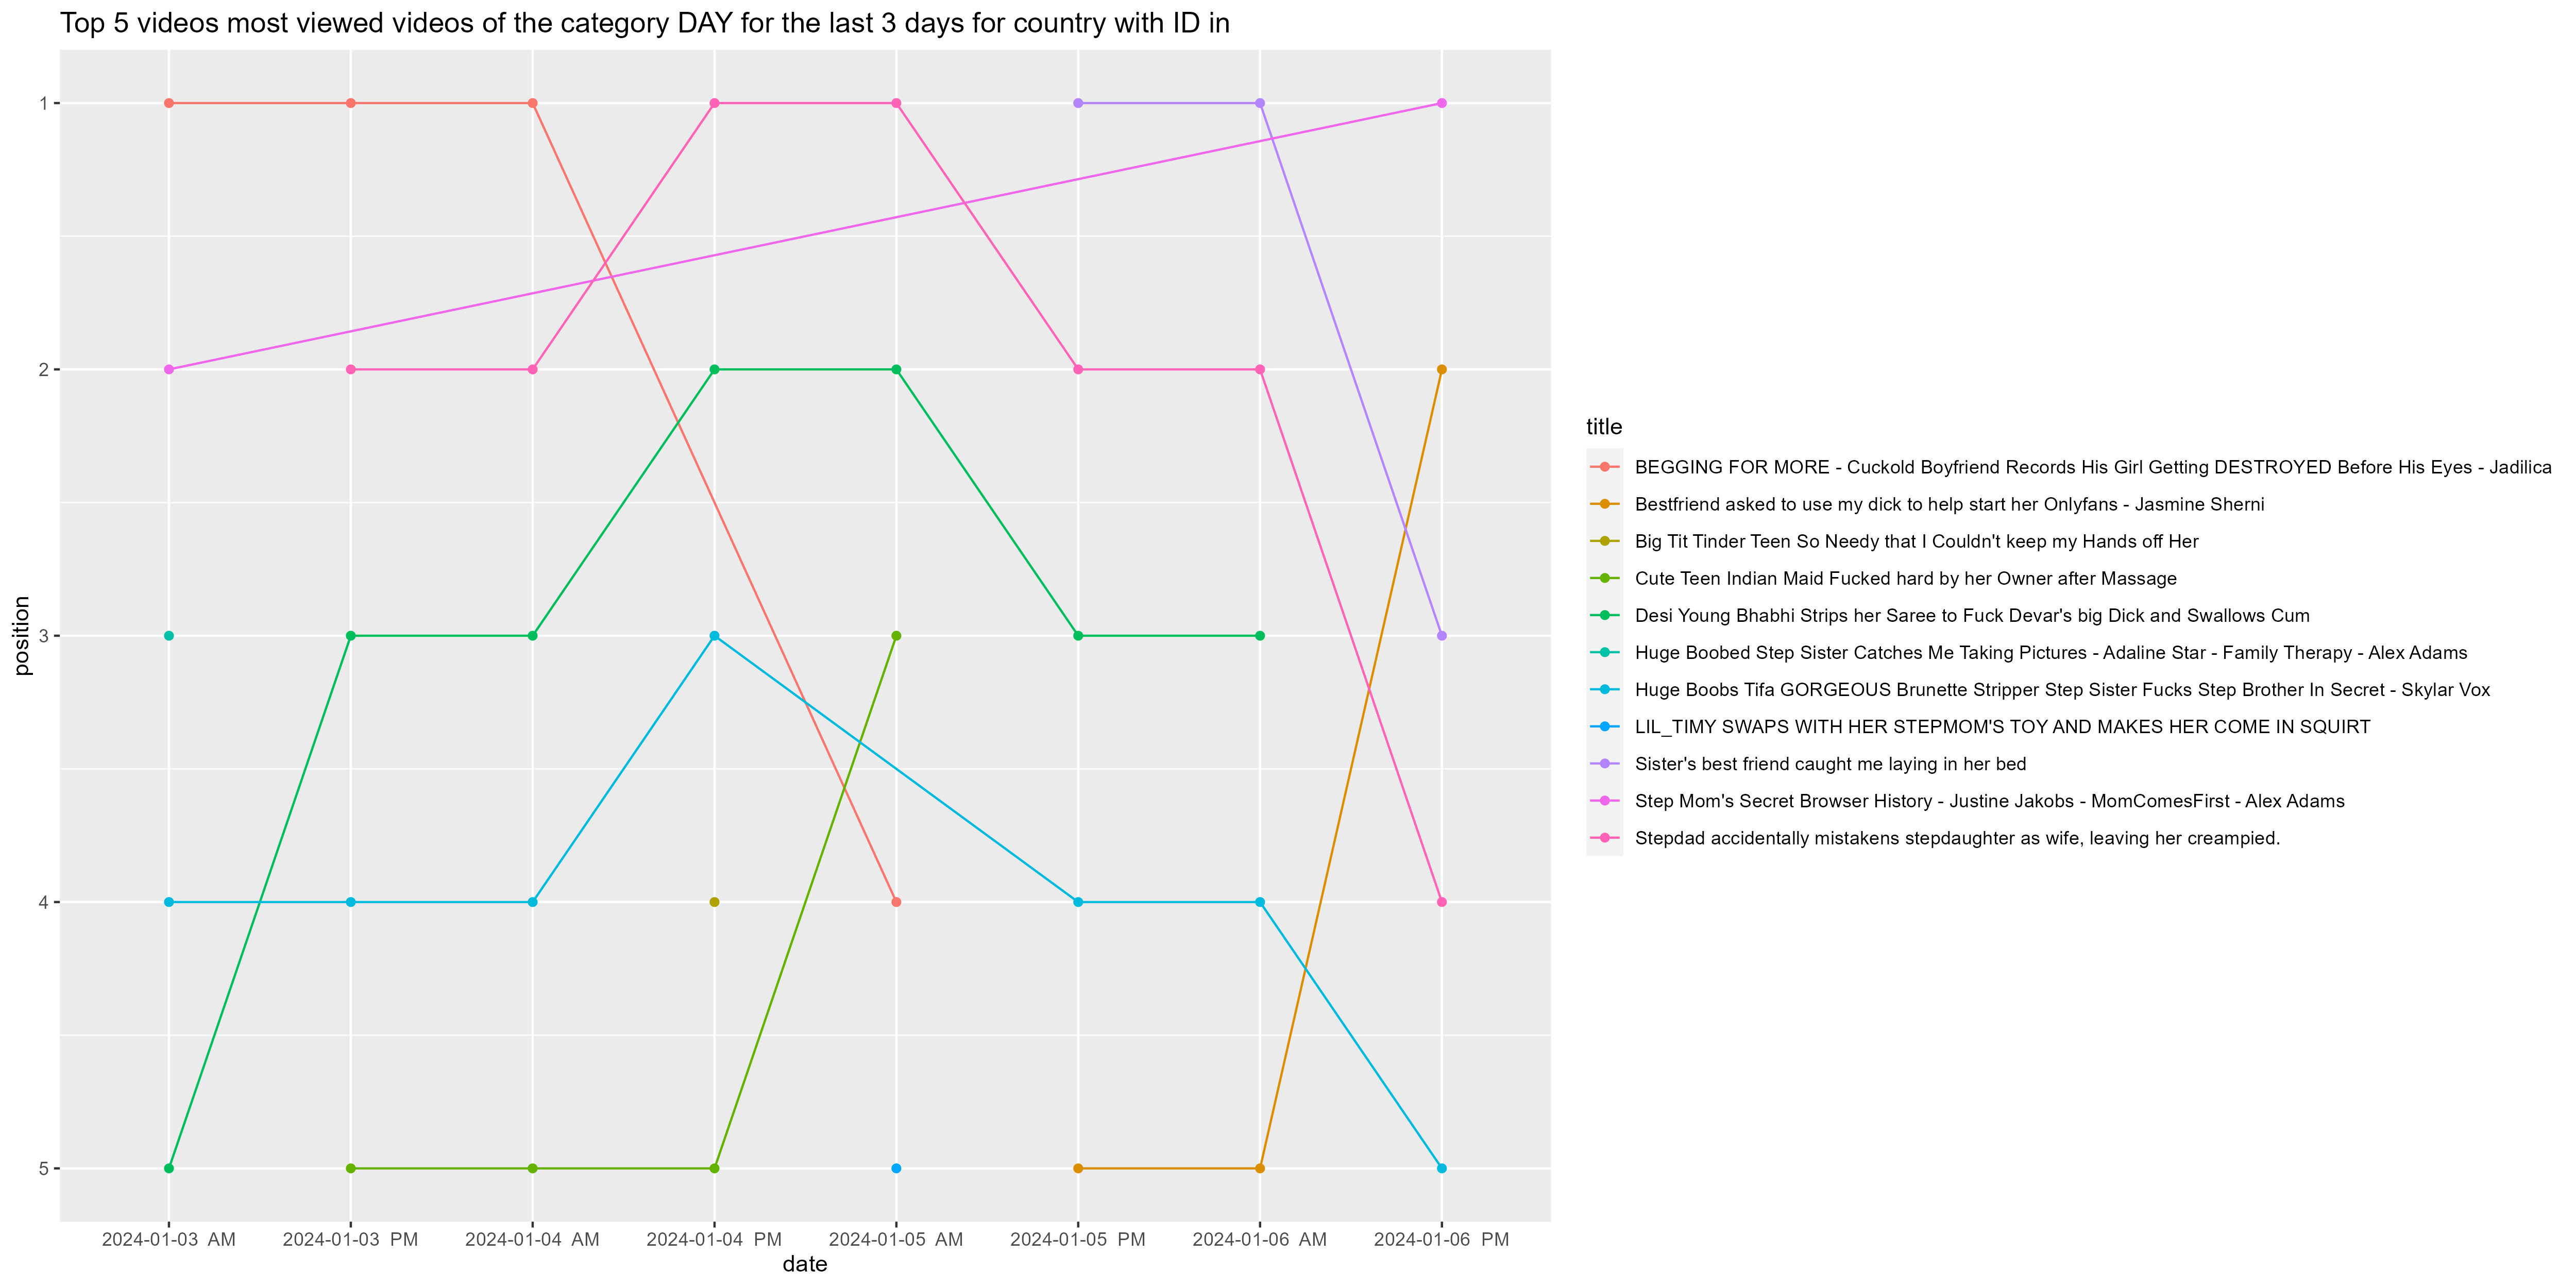 Top 5 videos most viewed videos of the category DAY for the last 3 days for country with ID in
1
2
3
4
5
position
2024-01-03 AM
2024-01-03 PM
2024-01-04 AM
2024-01-04 PM
2024-01-05 AM
2024-01-05 PM
2024-01-06 AM
2024-01-06 PM
date
title
BEGGING FOR MORE - Cuckold Boyfriend Records His Girl Getting DESTROYED Before His Eyes - Jadilica
Bestfriend asked to use my dick to help start her Onlyfans - Jasmine Sherni
Big Tit Tinder Teen So Needy that I Couldn't keep my Hands off Her
Cute Teen Indian Maid Fucked hard by her Owner after Massage
Desi Young Bhabhi Strips her Saree to Fuck Devar's big Dick and Swallows Cum
Huge Boobed Step Sister Catches Me Taking Pictures - Adaline Star - Family Therapy - Alex Adams
Huge Boobs Tifa GORGEOUS Brunette Stripper Step Sister Fucks Step Brother In Secret - Skylar Vox
LIL_TIMY SWAPS WITH HER STEPMOM'S TOY AND MAKES HER COME IN SQUIRT
Sister's best friend caught me laying in her bed
Step Mom's Secret Browser History - Justine Jakobs - MomComesFirst - Alex Adams
Stepdad accidentally mistakens stepdaughter as wife, leaving her creampied.